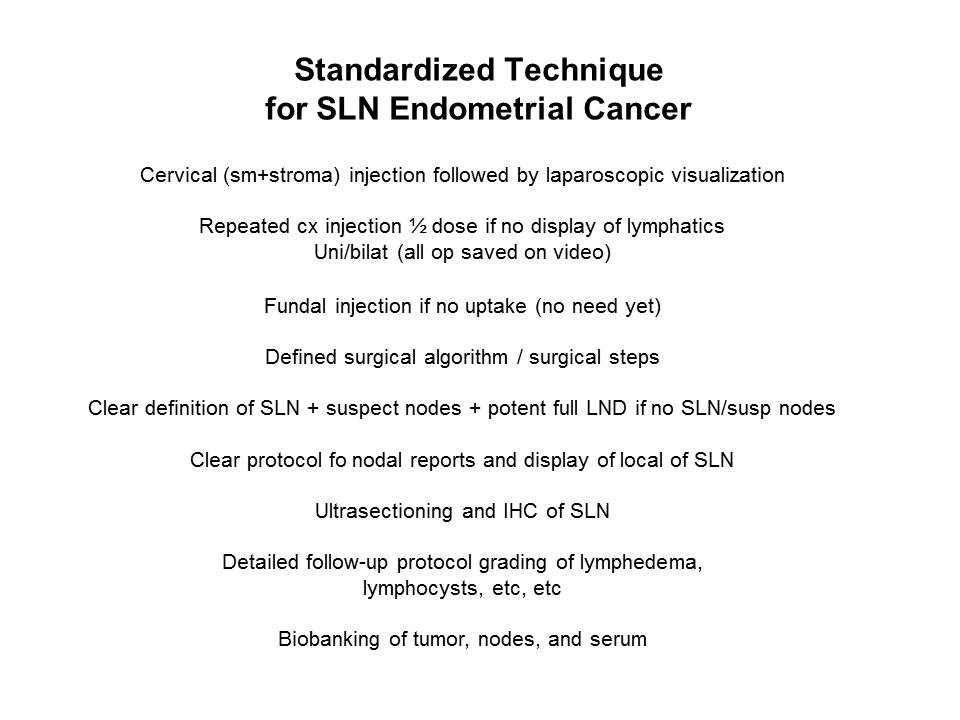 Standardized Technique
for SLN Endometrial Cancer
Cervical (sm+stroma) injection followed by laparoscopic visualization
Repeated cx injection ½ dose if no display of lymphatics
Uni/bilat (all op saved on video)
Fundal injection if no uptake (no need yet)
Defined surgical algorithm / surgical steps
Clear definition of SLN + suspect nodes + potent full LND if no SLN/susp nodes
Clear protocol fo nodal reports and display of local of SLN
Ultrasectioning and IHC of SLN
Detailed follow-up protocol grading of lymphedema,
lymphocysts, etc, etc
Biobanking of tumor, nodes, and serum